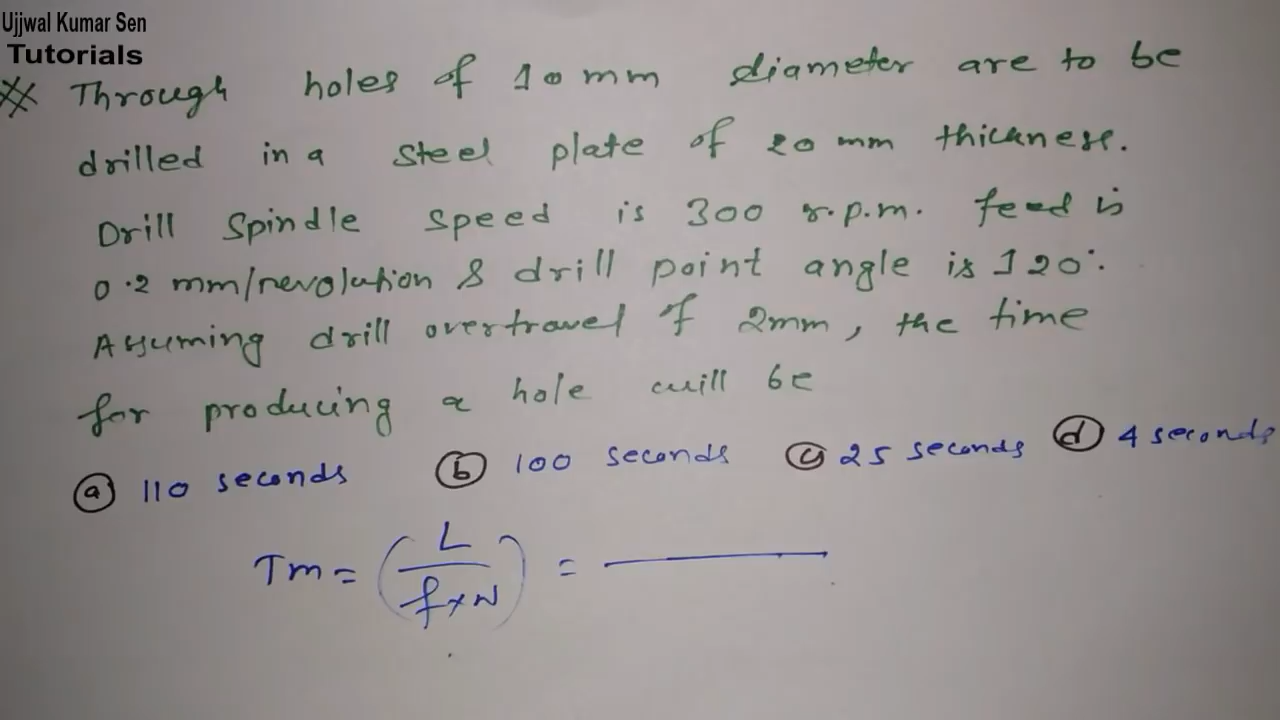 Ujjwal Kumar Sen
Tutorials
Through holes of 10 mm diameter are to be
drilled in a steel plate of 20 mm thickness.
Drill Spindle speed is 300 r.p.m. feed is
0.2 mm/revolution & drill point angle is 120°.
Assuming drill overtravel of 2mm, the time
for producing a hole will be
(a) 110 seconds (b) 100 seconds (c) 25 seconds (d) 4 seconds
Tm = (L / f×N) =